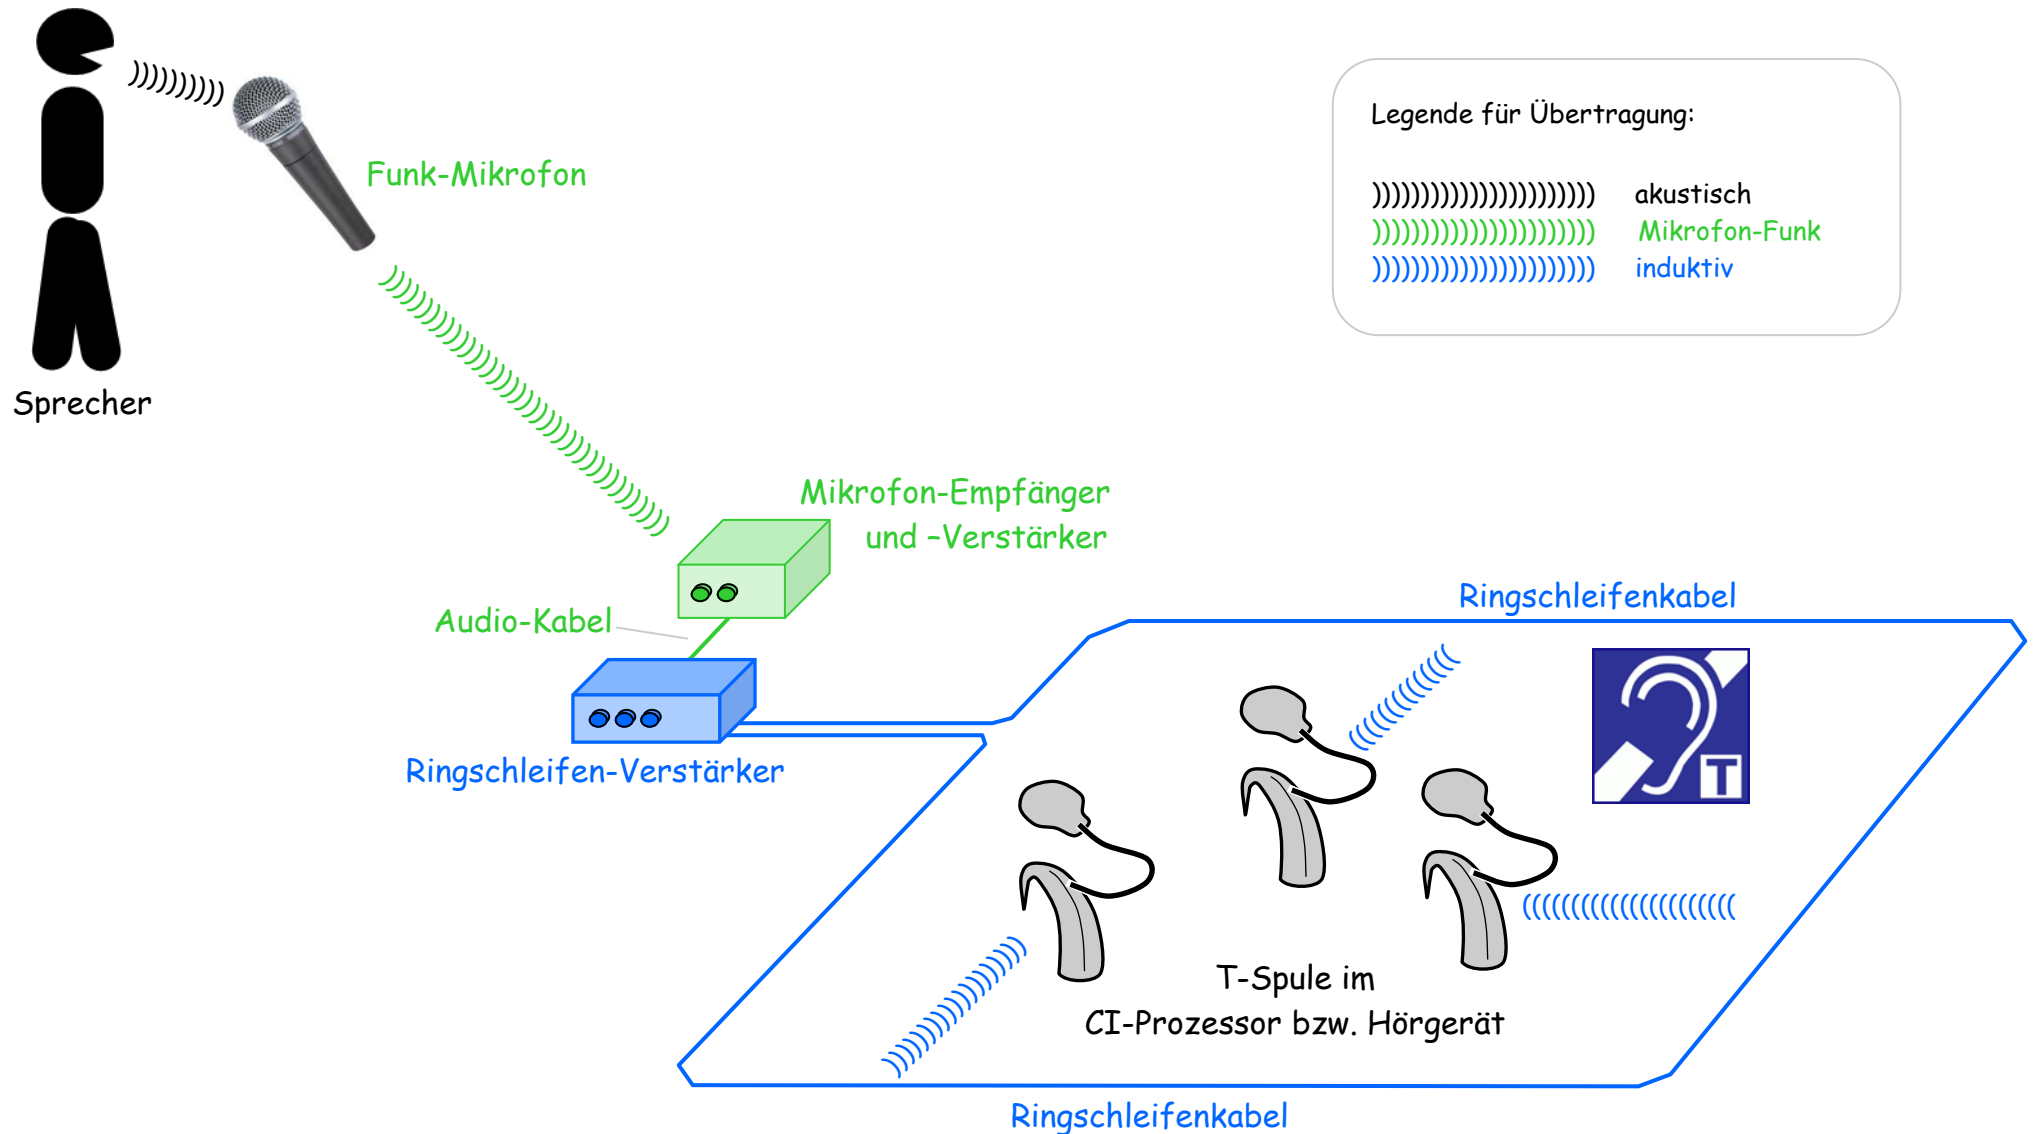 Legende für Übertragung:
)))))))))))))))))))))) akustisch
)))))))))))))))))))))) Mikrofon-Funk
)))))))))))))))))))))) induktiv
Funk-Mikrofon
Sprecher
Mikrofon-Empfänger
und –Verstärker
Audio-Kabel
Ringschleifen-Verstärker
Ringschleifenkabel
T
T-Spule im
CI-Prozessor bzw. Hörgerät
Ringschleifenkabel